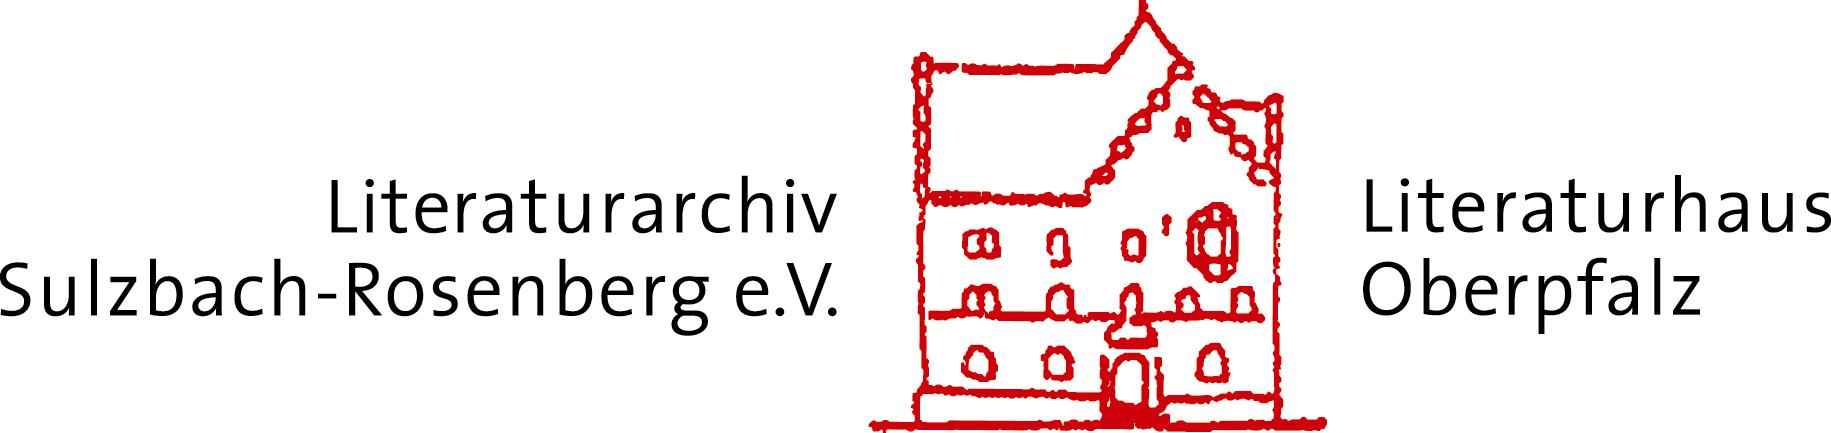 Literaturarchiv
Sulzbach-Rosenberg e.V.
Literaturhaus
Oberpfalz